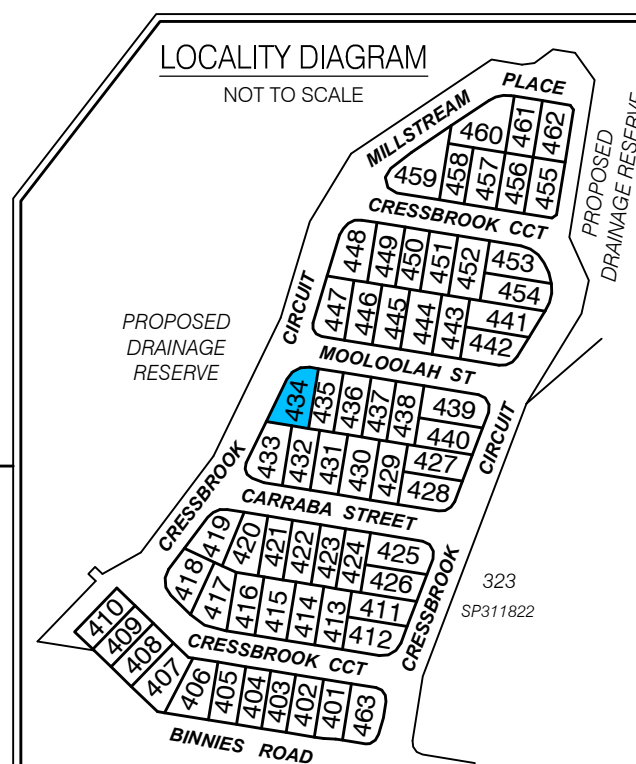 LOCALITY DIAGRAM
NOT TO SCALE
MILLSTREAM PLACE
PROPOSED
DRAINAGE RESERVE
460 461 462
459 458 457 456 455
CRESSBROOK CCT
448 449 450 451 452 453
454
447 446 445 444 443 441
442
CIRCUIT
PROPOSED
DRAINAGE
RESERVE
MOOLOOLAH ST
434 435 436 437 438 439
440
433 432 431 430 429 427
428
CIRCUIT
CRESSBROOK
CARRABA STREET
418 419 420 421 422 423 424 425
426
417 416 415 414 413 411
412
CRESSBROOK
323
SP311822
CRESSBROOK CCT
410
409
408
407 406 405 404 403 402 401 463
BINNIES ROAD